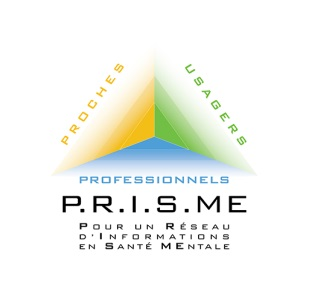 PROCHES
USAGERS
PROFESSIONNELS
P.R.I.S.ME
POUR UN RÉSEAU
D'INFORMATIONS
EN SANTÉ MENTALE